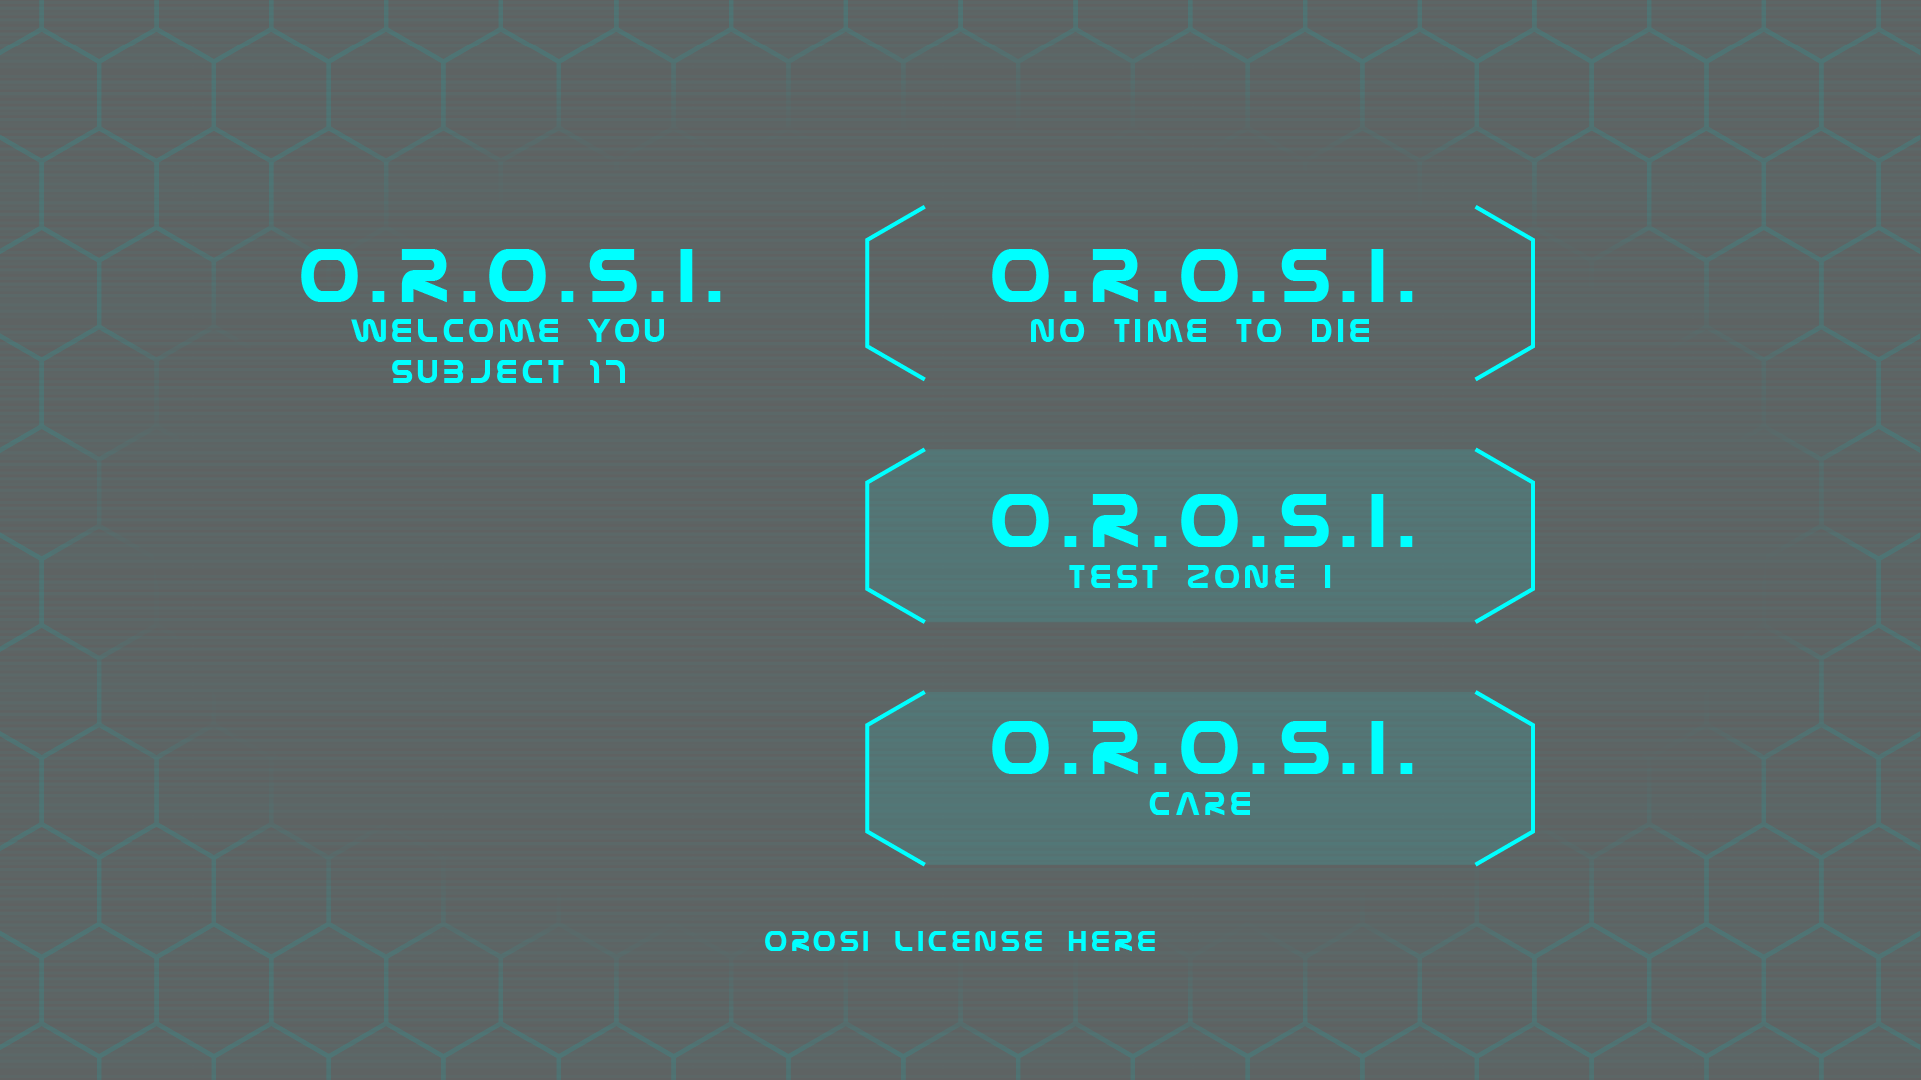 O.R.O.S.I.
WELCOME YOU
SUBJECT 17
O.R.O.S.I.
NO TIME TO DIE
O.R.O.S.I.
TEST ZONE 1
O.R.O.S.I.
CARE
OROSI LICENSE HERE